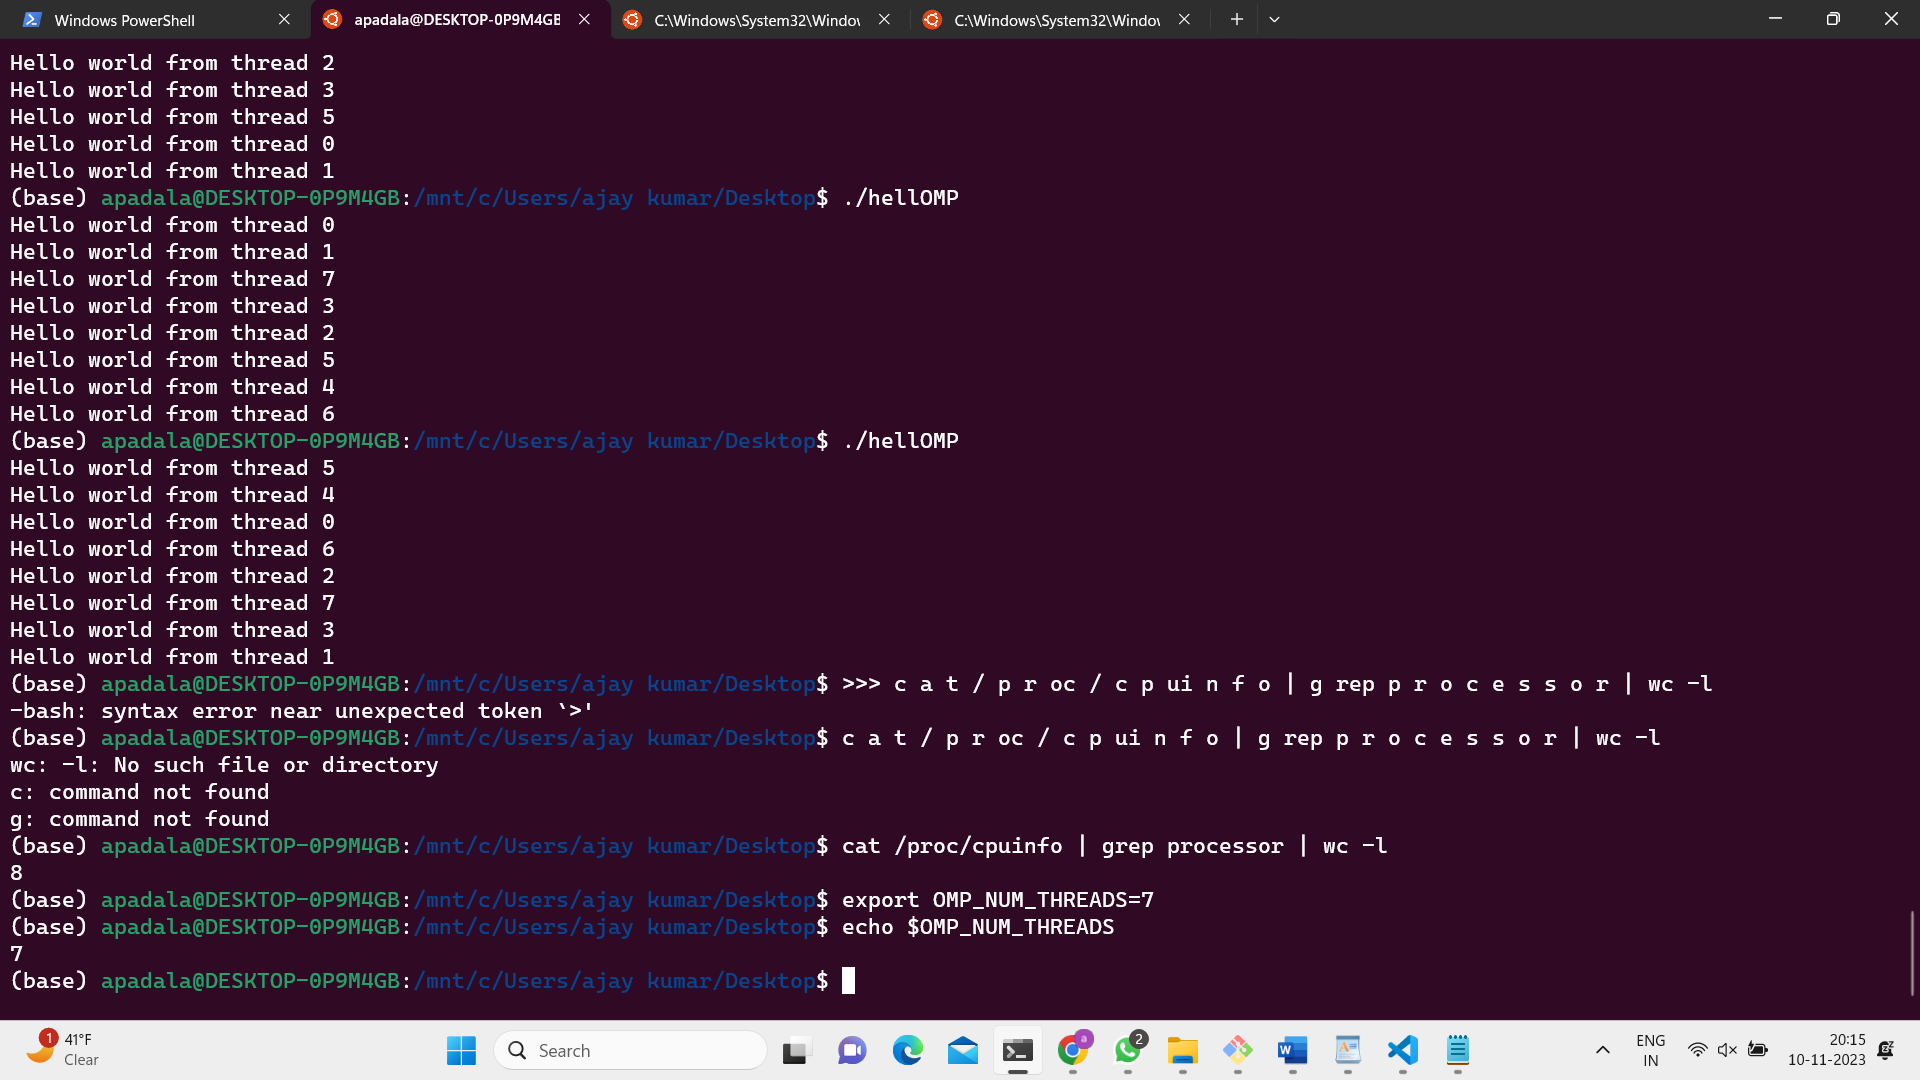 Windows PowerShell
apadala@DESKTOP-0P9M4GB
C:\Windows\System32\Windo
C:\Windows\System32\Windo
Hello world from thread 2
Hello world from thread 3
Hello world from thread 5
Hello world from thread 0
Hello world from thread 1
(base) apadala@DESKTOP-0P9M4GB:/mnt/c/Users/ajay kumar/Desktop$ ./hellOMP
Hello world from thread 0
Hello world from thread 1
Hello world from thread 7
Hello world from thread 3
Hello world from thread 2
Hello world from thread 5
Hello world from thread 4
Hello world from thread 6
(base) apadala@DESKTOP-0P9M4GB:/mnt/c/Users/ajay kumar/Desktop$ ./hellOMP
Hello world from thread 5
Hello world from thread 4
Hello world from thread 0
Hello world from thread 6
Hello world from thread 2
Hello world from thread 7
Hello world from thread 3
Hello world from thread 1
(base) apadala@DESKTOP-0P9M4GB:/mnt/c/Users/ajay kumar/Desktop$ >>> c a t / p r oc / c p ui n f o | g rep p r o c e s s o r | wc −l
-bash: syntax error near unexpected token `>'
(base) apadala@DESKTOP-0P9M4GB:/mnt/c/Users/ajay kumar/Desktop$ c a t / p r oc / c p ui n f o | g rep p r o c e s s o r | wc −l
wc: −l: No such file or directory
c: command not found
g: command not found
(base) apadala@DESKTOP-0P9M4GB:/mnt/c/Users/ajay kumar/Desktop$ cat /proc/cpuinfo | grep processor | wc -l
8
(base) apadala@DESKTOP-0P9M4GB:/mnt/c/Users/ajay kumar/Desktop$ export OMP_NUM_THREADS=7
(base) apadala@DESKTOP-0P9M4GB:/mnt/c/Users/ajay kumar/Desktop$ echo $OMP_NUM_THREADS
7
(base) apadala@DESKTOP-0P9M4GB:/mnt/c/Users/ajay kumar/Desktop$
1
41°F
Clear
Search
a
2
ENG
IN
20:15
10-11-2023